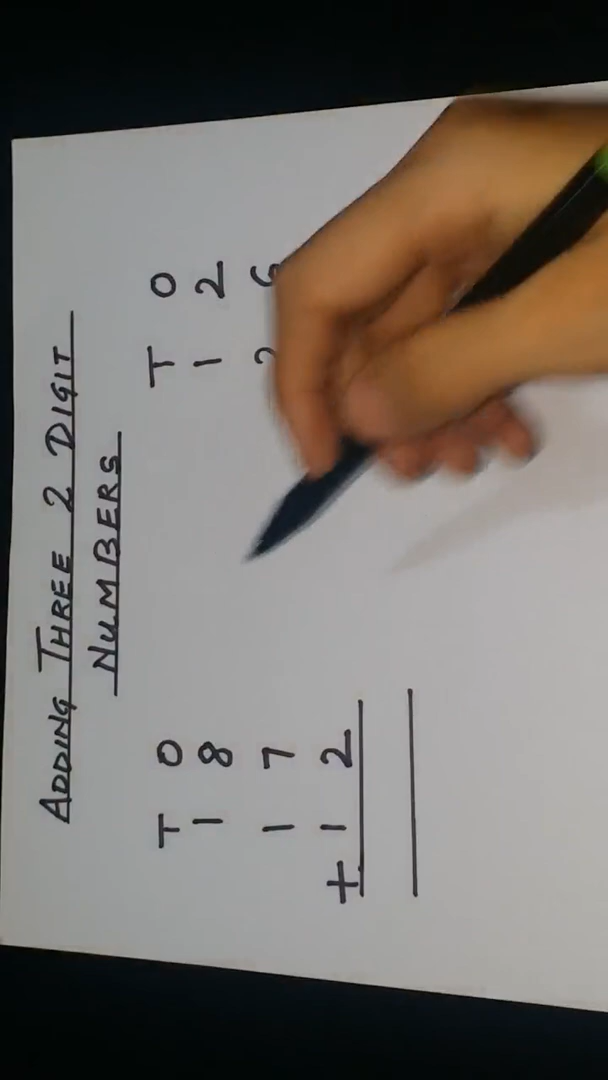 ADDING THREE 2 DIGIT
NUMBERS
T O
1 8
1 7
+ 1 2
T O
1 2